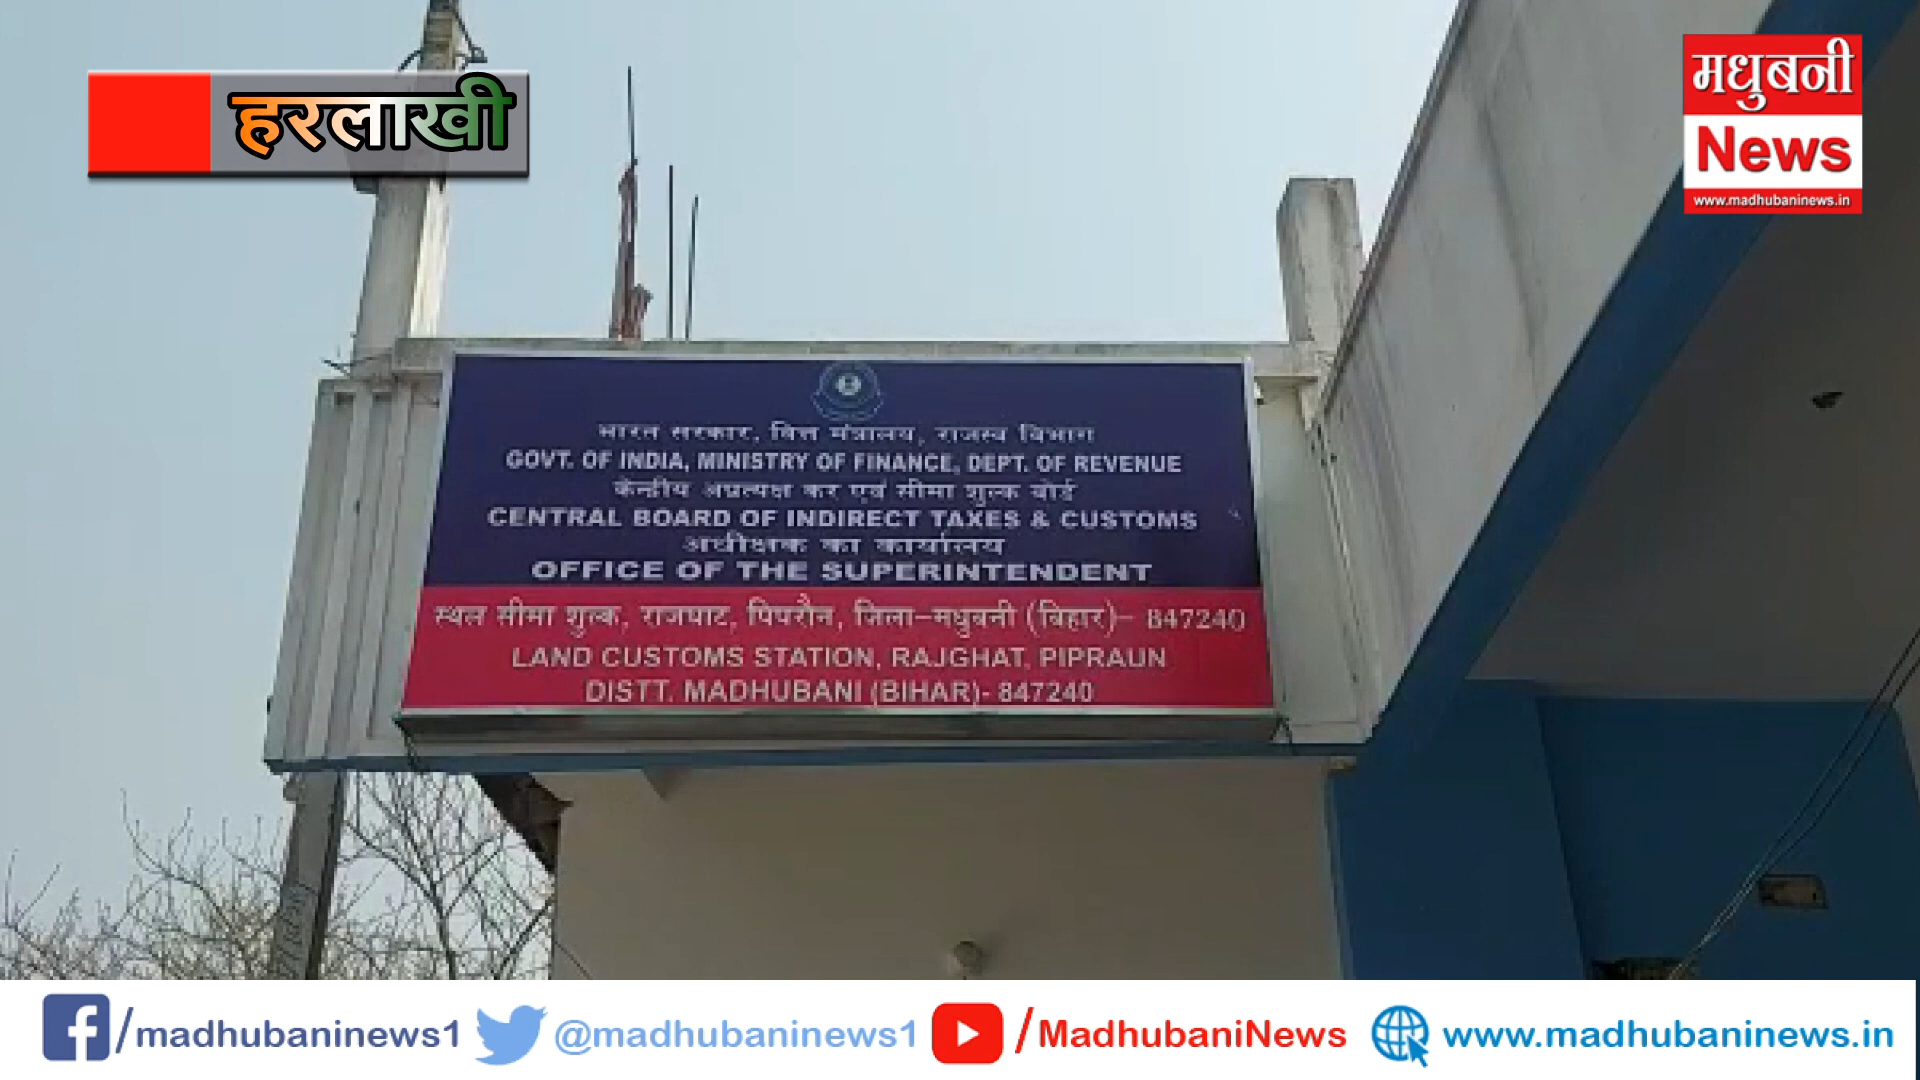 हरलाखी
मधुबनी
News
www.madhubaninews.in
भारत सरकार, वित्त मंत्रालय, राजस्व विभाग
GOVT. OF INDIA, MINISTRY OF FINANCE, DEPT. OF REVENUE
केन्द्रीय अप्रत्यक्ष कर एवं सीमा शुल्क बोर्ड
CENTRAL BOARD OF INDIRECT TAXES & CUSTOMS
अधीक्षक का कार्यालय
OFFICE OF THE SUPERINTENDENT
स्थल सीमा शुल्क, राजघाट, पिपरौन, जिला-मधुबनी (बिहार)- 847240
LAND CUSTOMS STATION, RAJGHAT, PIPRAUN
DISTT. MADHUBANI (BIHAR)- 847240
/madhubaninews1 @madhubaninews1 /MadhubaniNews www.madhubaninews.in